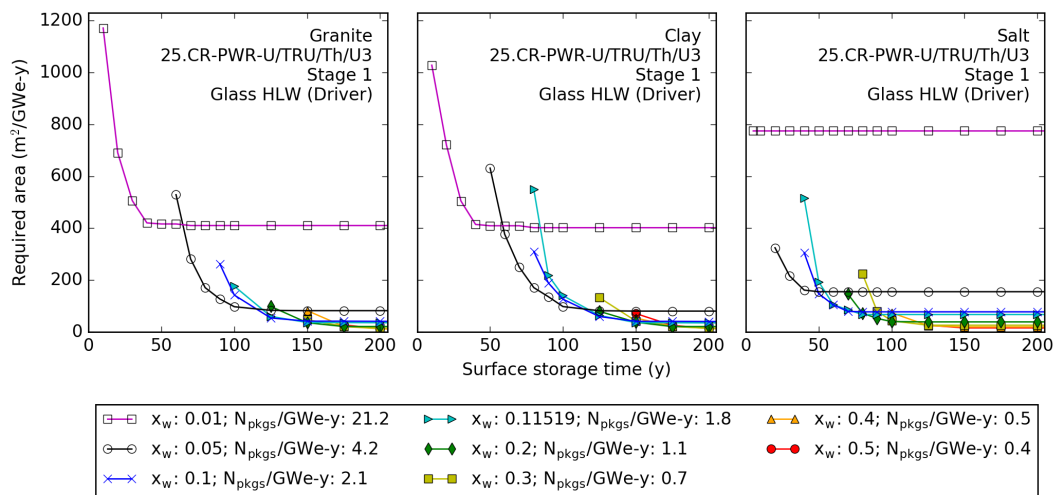 Granite
25.CR-PWR-U/TRU/Th/U3
Stage 1
Glass HLW (Driver)
Clay
25.CR-PWR-U/TRU/Th/U3
Stage 1
Glass HLW (Driver)
Salt
25.CR-PWR-U/TRU/Th/U3
Stage 1
Glass HLW (Driver)
Required area (m²/GWe-y)
1200
1000
800
600
400
200
0
0 50 100 150 200
0 50 100 150 200
0 50 100 150 200
Surface storage time (y)
x_w: 0.01; N_pkgs/GWe-y: 21.2
x_w: 0.05; N_pkgs/GWe-y: 4.2
x_w: 0.1; N_pkgs/GWe-y: 2.1
x_w: 0.11519; N_pkgs/GWe-y: 1.8
x_w: 0.2; N_pkgs/GWe-y: 1.1
x_w: 0.3; N_pkgs/GWe-y: 0.7
x_w: 0.4; N_pkgs/GWe-y: 0.5
x_w: 0.5; N_pkgs/GWe-y: 0.4